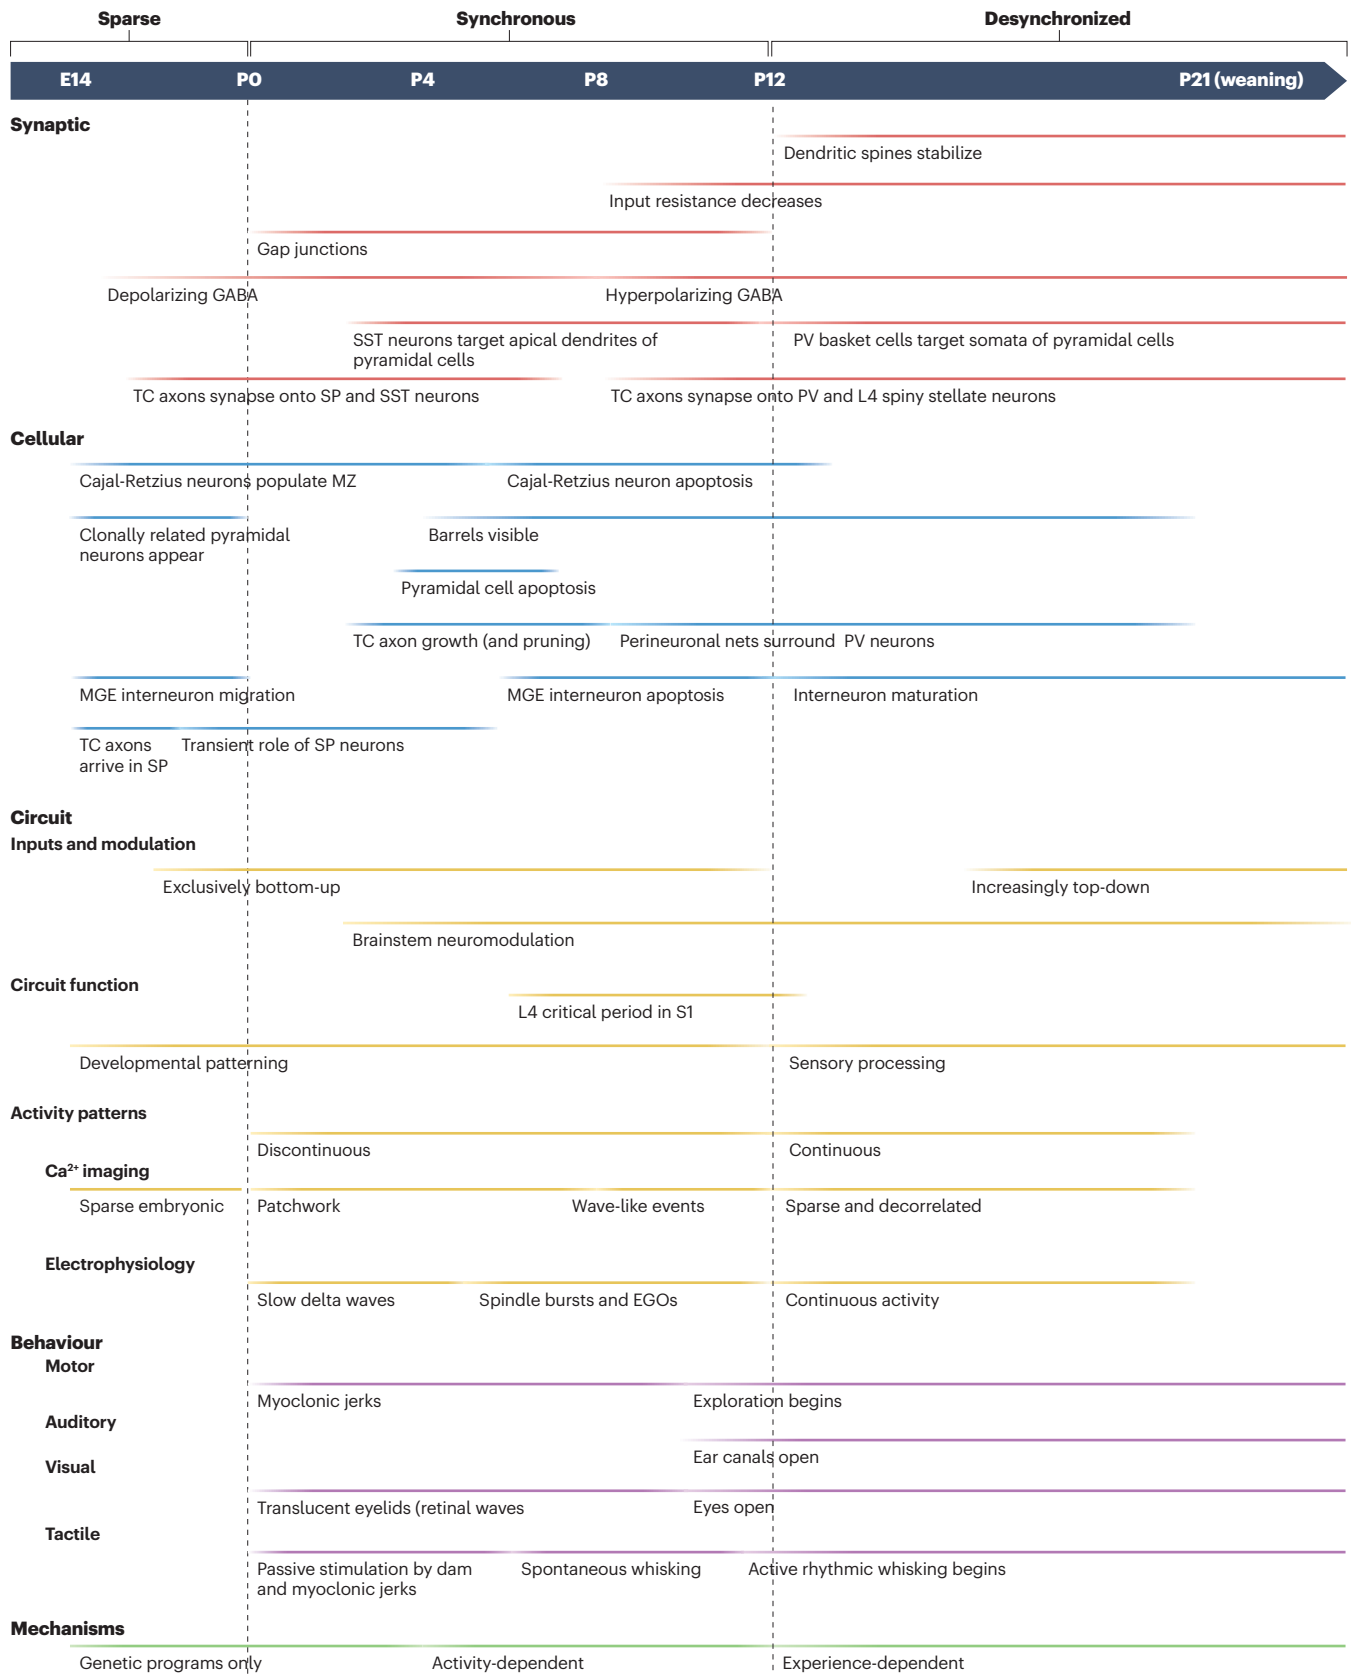 Sparse Synchronous Desynchronized
E14 P0 P4 P8 P12 P21 (weaning)
Synaptic
Dendritic spines stabilize
Input resistance decreases
Gap junctions
Depolarizing GABA Hyperpolarizing GABA
SST neurons target apical dendrites of
pyramidal cells
PV basket cells target somata of pyramidal cells
TC axons synapse onto SP and SST neurons TC axons synapse onto PV and L4 spiny stellate neurons
Cellular
Cajal-Retzius neurons populate MZ Cajal-Retzius neuron apoptosis
Clonally related pyramidal
neurons appear
Barrels visible
Pyramidal cell apoptosis
TC axon growth (and pruning) Perineuronal nets surround PV neurons
MGE interneuron migration MGE interneuron apoptosis Interneuron maturation
TC axons
arrive in SP
Transient role of SP neurons
Circuit
Inputs and modulation
Exclusively bottom-up Increasingly top-down
Brainstem neuromodulation
Circuit function
L4 critical period in S1
Developmental patterning Sensory processing
Activity patterns
Discontinuous Continuous
Ca²⁺ imaging
Sparse embryonic Patchwork Wave-like events Sparse and decorrelated
Electrophysiology
Slow delta waves Spindle bursts and EGOs Continuous activity
Behaviour
Motor
Myoclonic jerks Exploration begins
Auditory
Ear canals open
Visual
Translucent eyelids (retinal waves Eyes open
Tactile
Passive stimulation by dam
and myoclonic jerks
Spontaneous whisking Active rhythmic whisking begins
Mechanisms
Genetic programs only Activity-dependent Experience-dependent